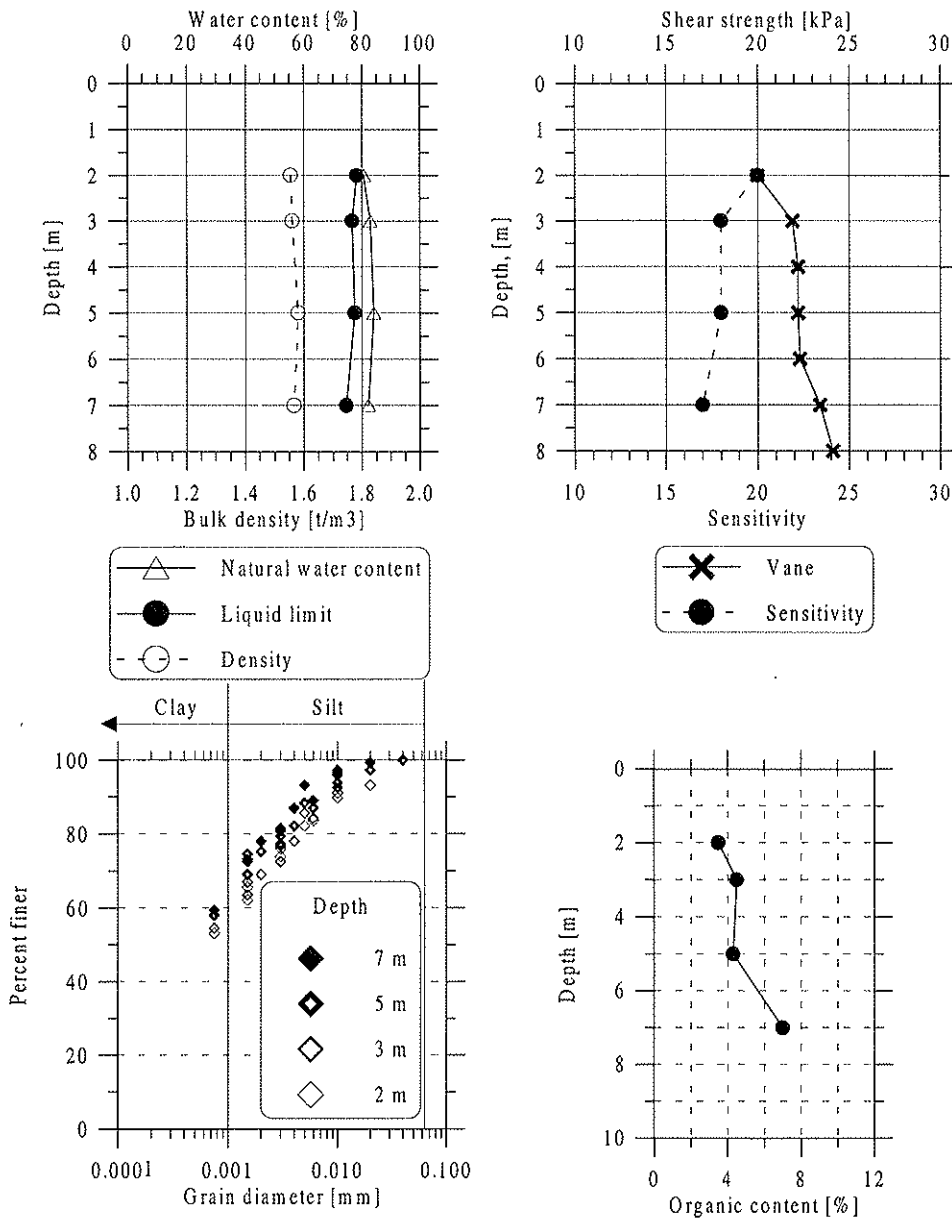 Water content [%]
0 20 40 60 80 100
0
1
2
3
4
5
6
7
8
Depth [m]
1.0 1.2 1.4 1.6 1.8 2.0
Bulk density [t/m3]
Natural water content
Liquid limit
Density
Shear strength [kPa]
10 15 20 25 30
0
1
2
3
4
5
6
7
8
Depth, [m]
10 15 20 25 30
Sensitivity
Vane
Sensitivity
Clay Silt
100
80
60
40
20
0
Percent finer
Depth
7 m
5 m
3 m
2 m
0.0001 0.001 0.010 0.100
Grain diameter [mm]
0
2
4
6
8
10
Depth [m]
0 4 8 12
Organic content [%]